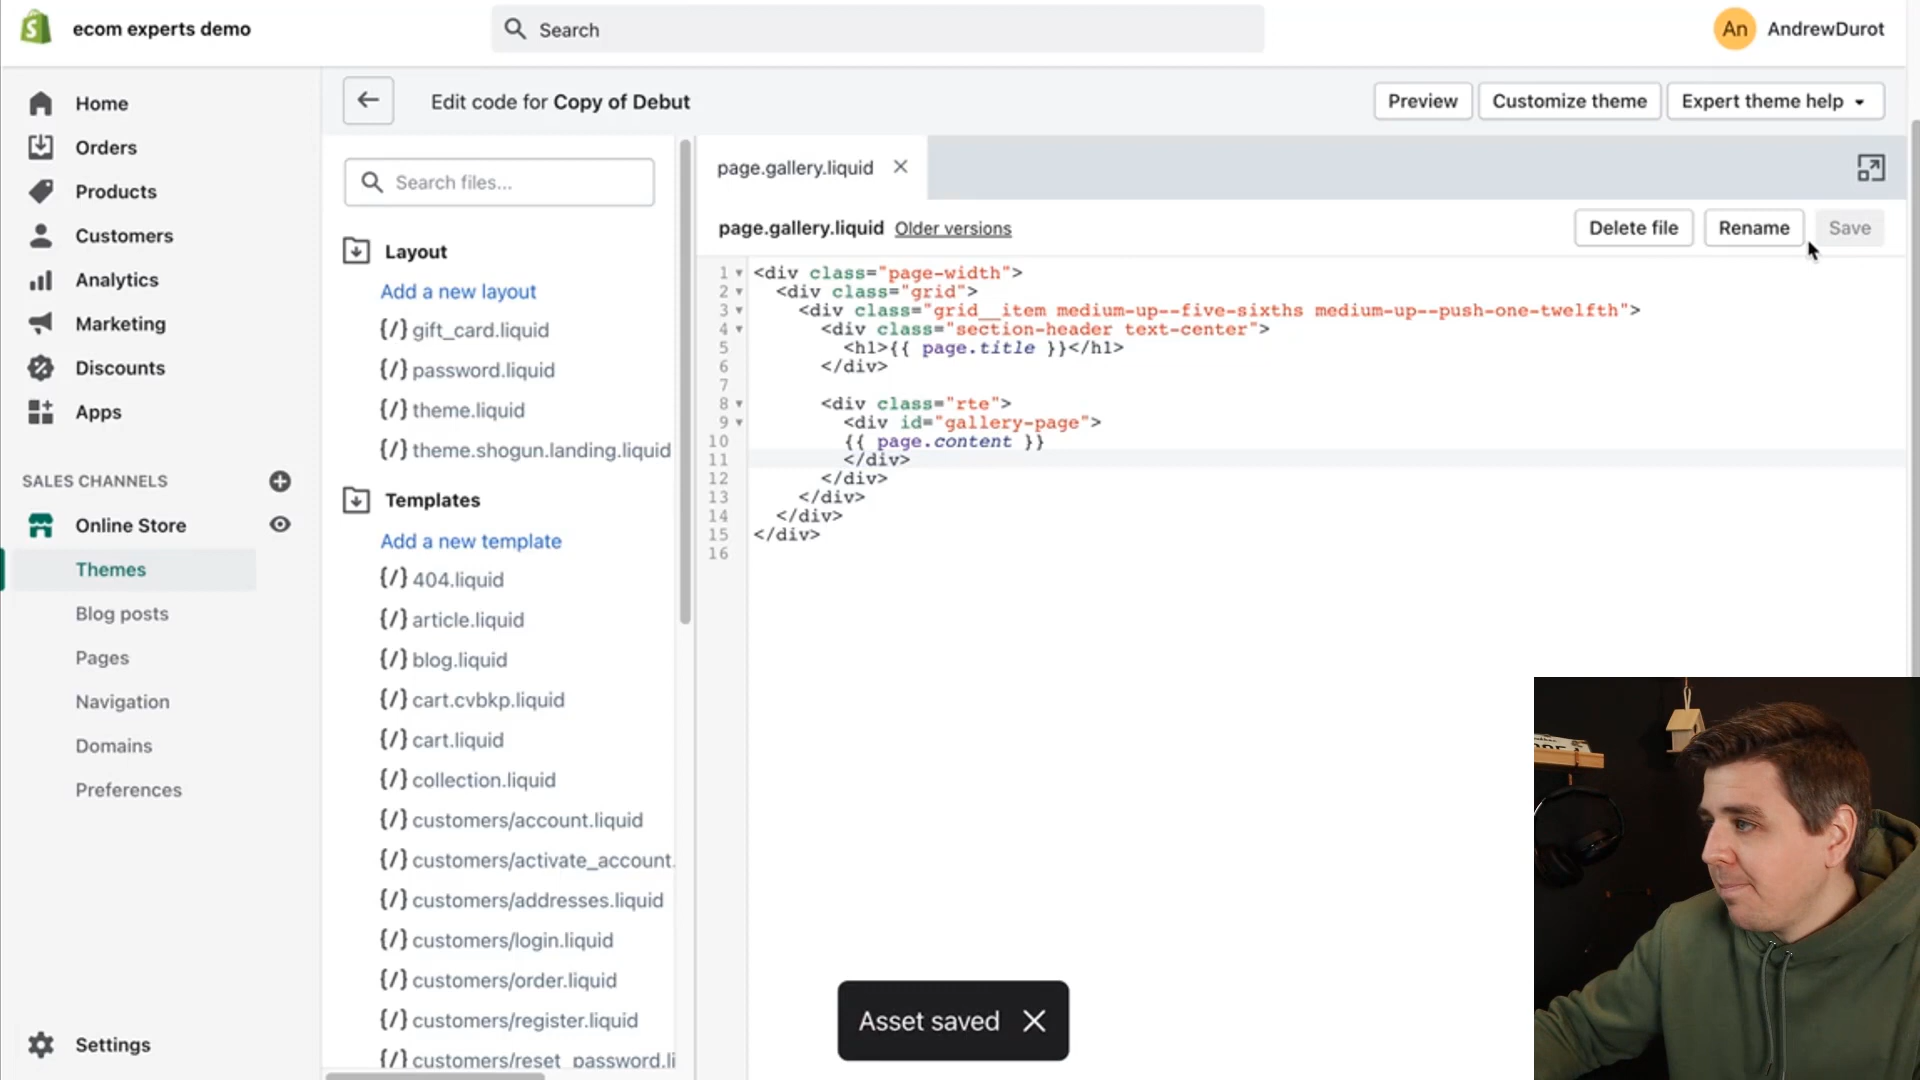 ecom experts demo
Search
An
AndrewDurot
Home
Orders
Products
Customers
Analytics
Marketing
Discounts
Apps
SALES CHANNELS
Online Store
Themes
Blog posts
Pages
Navigation
Domains
Preferences
Settings
Edit code for Copy of Debut
Preview
Customize theme
Expert theme help
Search files...
Layout
Add a new layout
{/} gift_card.liquid
{/} password.liquid
{/} theme.liquid
{/} theme.shogun.landing.liquid
Templates
Add a new template
{/} 404.liquid
{/} article.liquid
{/} blog.liquid
{/} cart.cvbkp.liquid
{/} cart.liquid
{/} collection.liquid
{/} customers/account.liquid
{/} customers/activate_account.
{/} customers/addresses.liquid
{/} customers/login.liquid
{/} customers/order.liquid
{/} customers/register.liquid
{/} customers/reset_password.li
page.gallery.liquid
page.gallery.liquid Older versions
Delete file
Rename
Save
1 <div class="page-width">
2 <div class="grid">
3 <div class="grid__item medium-up--five-sixths medium-up--push-one-twelfth">
4 <div class="section-header text-center">
5 <h1>{{ page.title }}</h1>
6 </div>
7
8 <div class="rte">
9 <div id="gallery-page">
10 {{ page.content }}
11 </div>
12 </div>
13 </div>
14 </div>
15 </div>
16
Asset saved